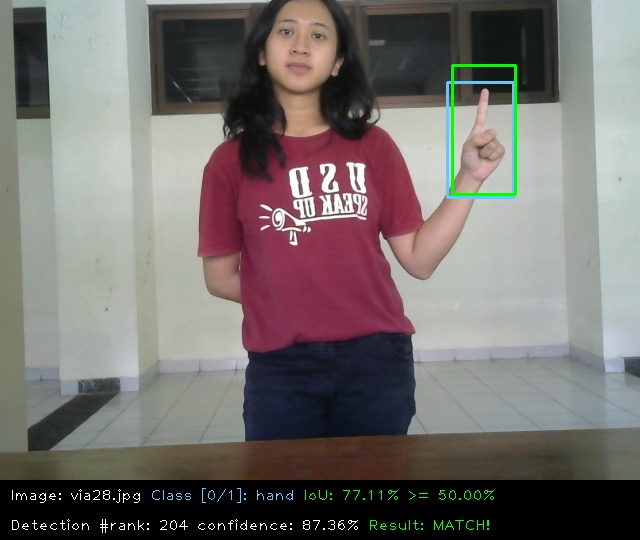 USD
SPEAK UP
Image: via28.jpg Class [0/1]: hand IoU: 77.11% >= 50.00%
Detection #rank: 204 confidence: 87.36% Result: MATCH!